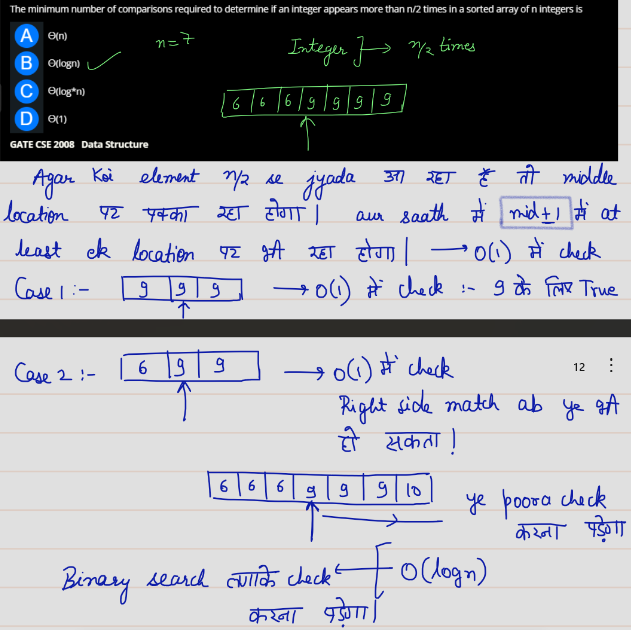 The minimum number of comparisons required to determine if an integer appears more than n/2 times in a sorted array of n integers is
A Θ(n)
B Θ(logn)
C Θ(log*n)
D Θ(1)
n=7
Integer } → n/2 times
6 6 6 9 9 9 9
GATE CSE 2008 Data Structure
Agar Koi element n/2 se jyada आ रहा है तो middle
location पर पक्का रहा होगा | aur saath में mid±1 में at
least ek location पर भी रहा होगा | → O(1) में check
Case 1 :- 9 9 9 → O(1) में check :- 9 के लिए True
12
Case 2 :- 6 9 9 → O(1) में check
Right side match ab ye भी
हो सकता !
6 6 6 9 9 9 10 ye poora check
करना पड़ेगा
Binary search लगाके check ← O(logn)
करना पड़ेगा |